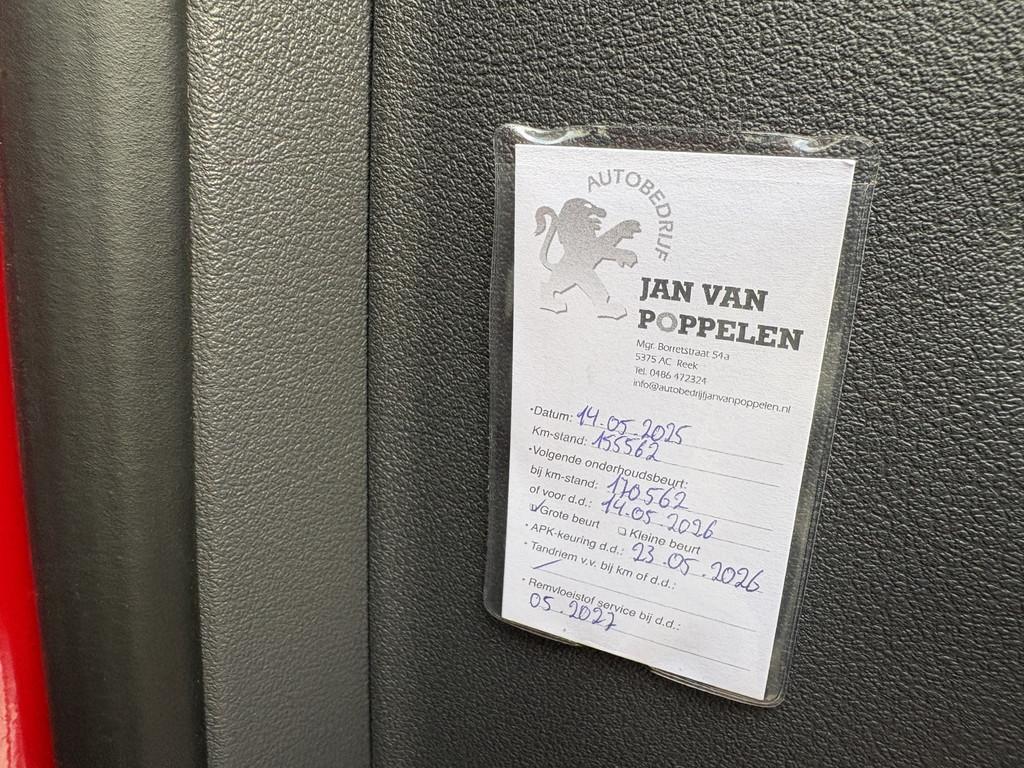 AUTOBEDRIJF
JAN VAN
POPPELEN
Mgr. Borretstraat 54a
5375 AC Reek
Tel. 0486 472324
info@autobedrijfjanvanpoppelen.nl
•Datum: 14.05.2025
Km-stand: 155562
•Volgende onderhoudsbeurt:
bij km-stand: 170.562
of voor d.d.: 14.05.2026
Grote beurt Kleine beurt
• APK-keuring d.d.: 23.05.2026
• Tandriem v.v. bij km of d.d.:
/
• Remvloeistof service bij d.d.:
05.2027